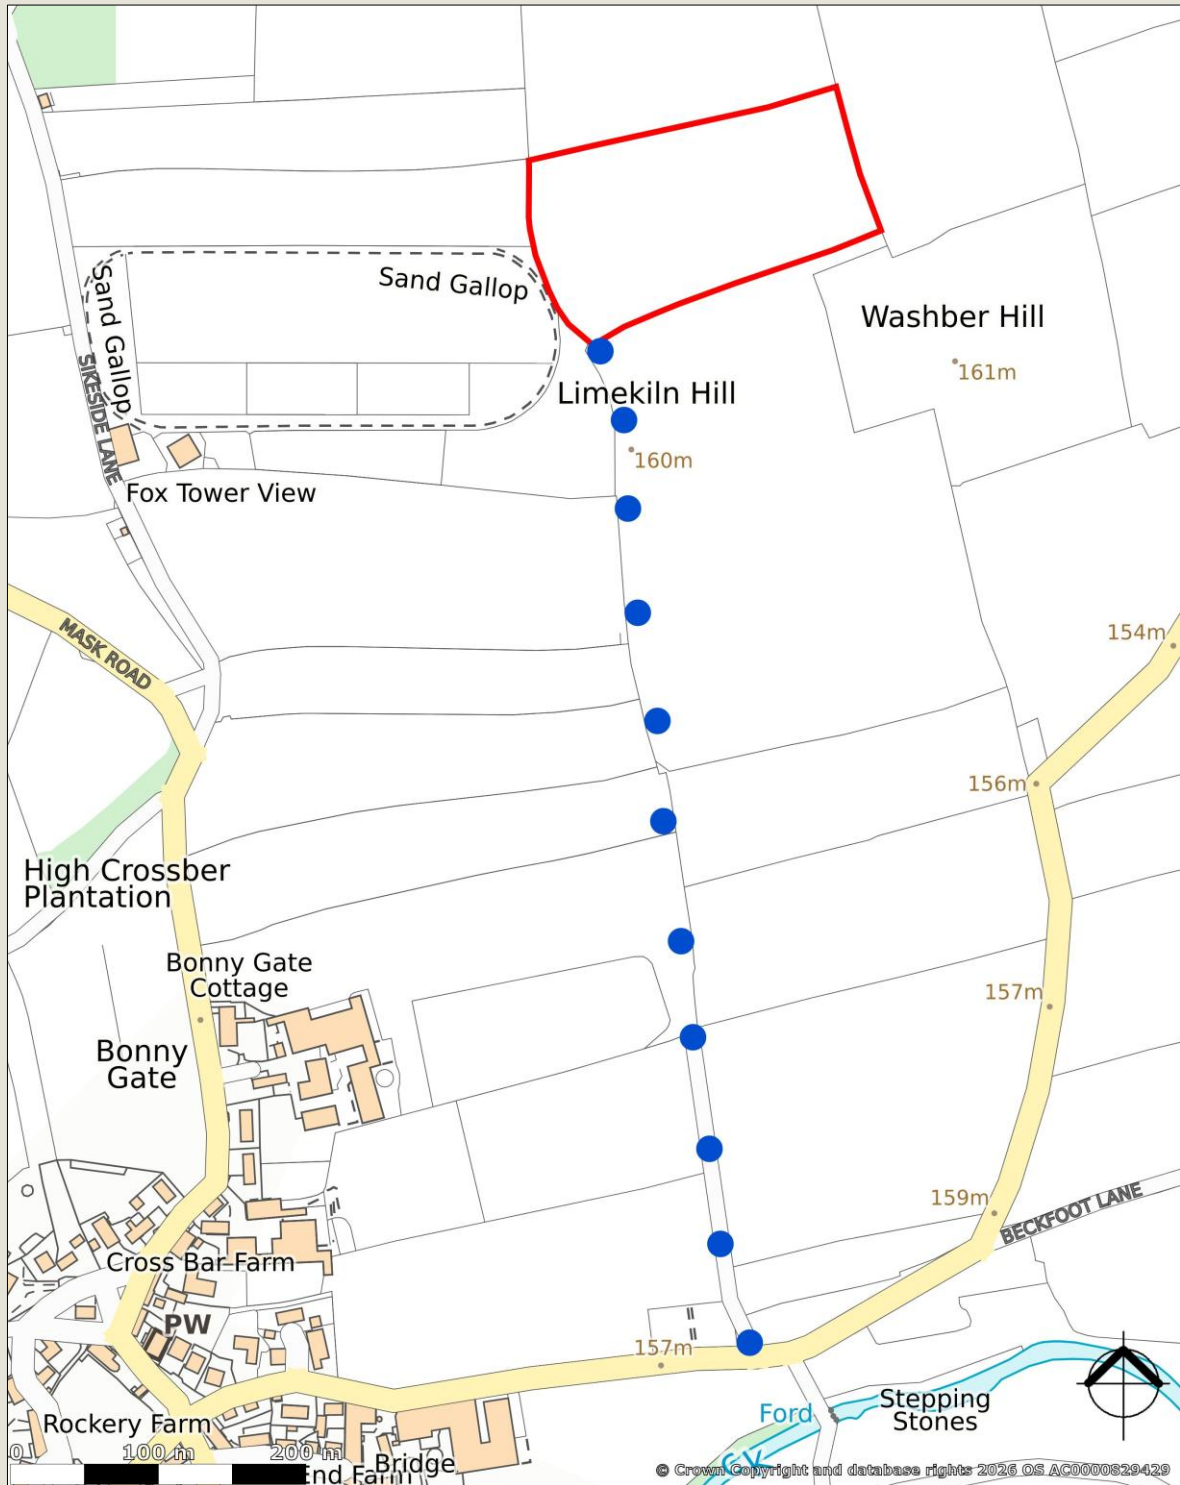 Sand Gallop
Sand Gallop
Washber Hill
161m
SIKESIDE LANE
Limekiln Hill
160m
Fox Tower View
MASK ROAD
154m
156m
High Crossber
Plantation
Bonny Gate
Cottage
157m
Bonny
Gate
159m
BECKFOOT LANE
Cross Bar Farm
PW
157m
Stepping
Stones
Ford
Rockery Farm
0 100 m 200 m
Bridge
End Farm
© Crown Copyright and database rights 2026 OS AC0000829429